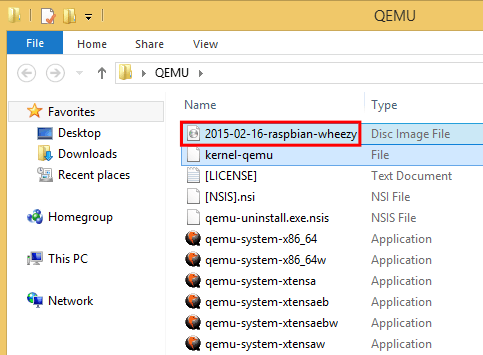 QEMU
File Home Share View
QEMU
Favorites
Desktop
Downloads
Recent places
Homegroup
This PC
Network
Name Type
2015-02-16-raspbian-wheezy Disc Image File
kernel-qemu File
[LICENSE] Text Document
[NSIS].nsi NSI File
qemu-uninstall.exe.nsis NSIS File
qemu-system-x86_64 Application
qemu-system-x86_64w Application
qemu-system-xtensa Application
qemu-system-xtensaeb Application
qemu-system-xtensaebw Application
qemu-system-xtensaw Application